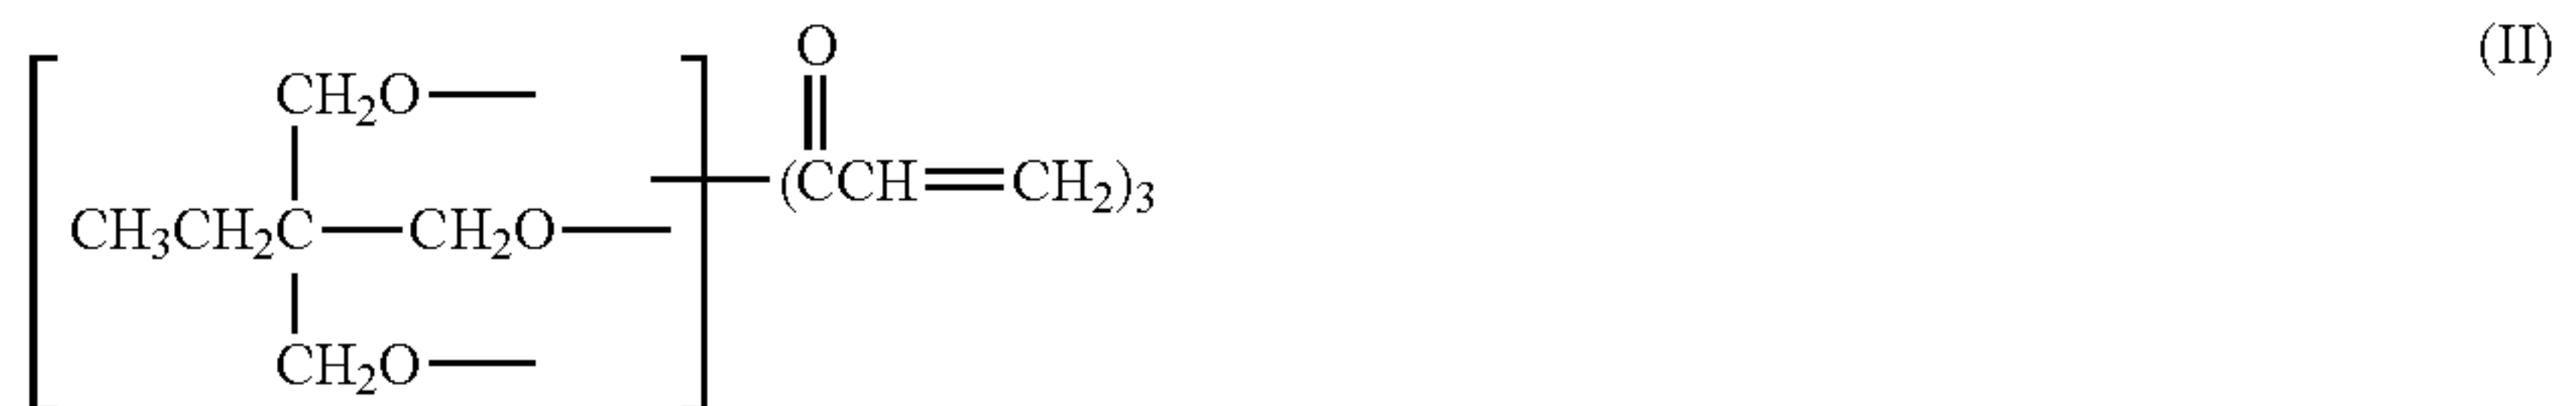 O (II)
CH₂O
(CCH=CH₂)₃
CH₃CH₂C—CH₂O—
CH₂O